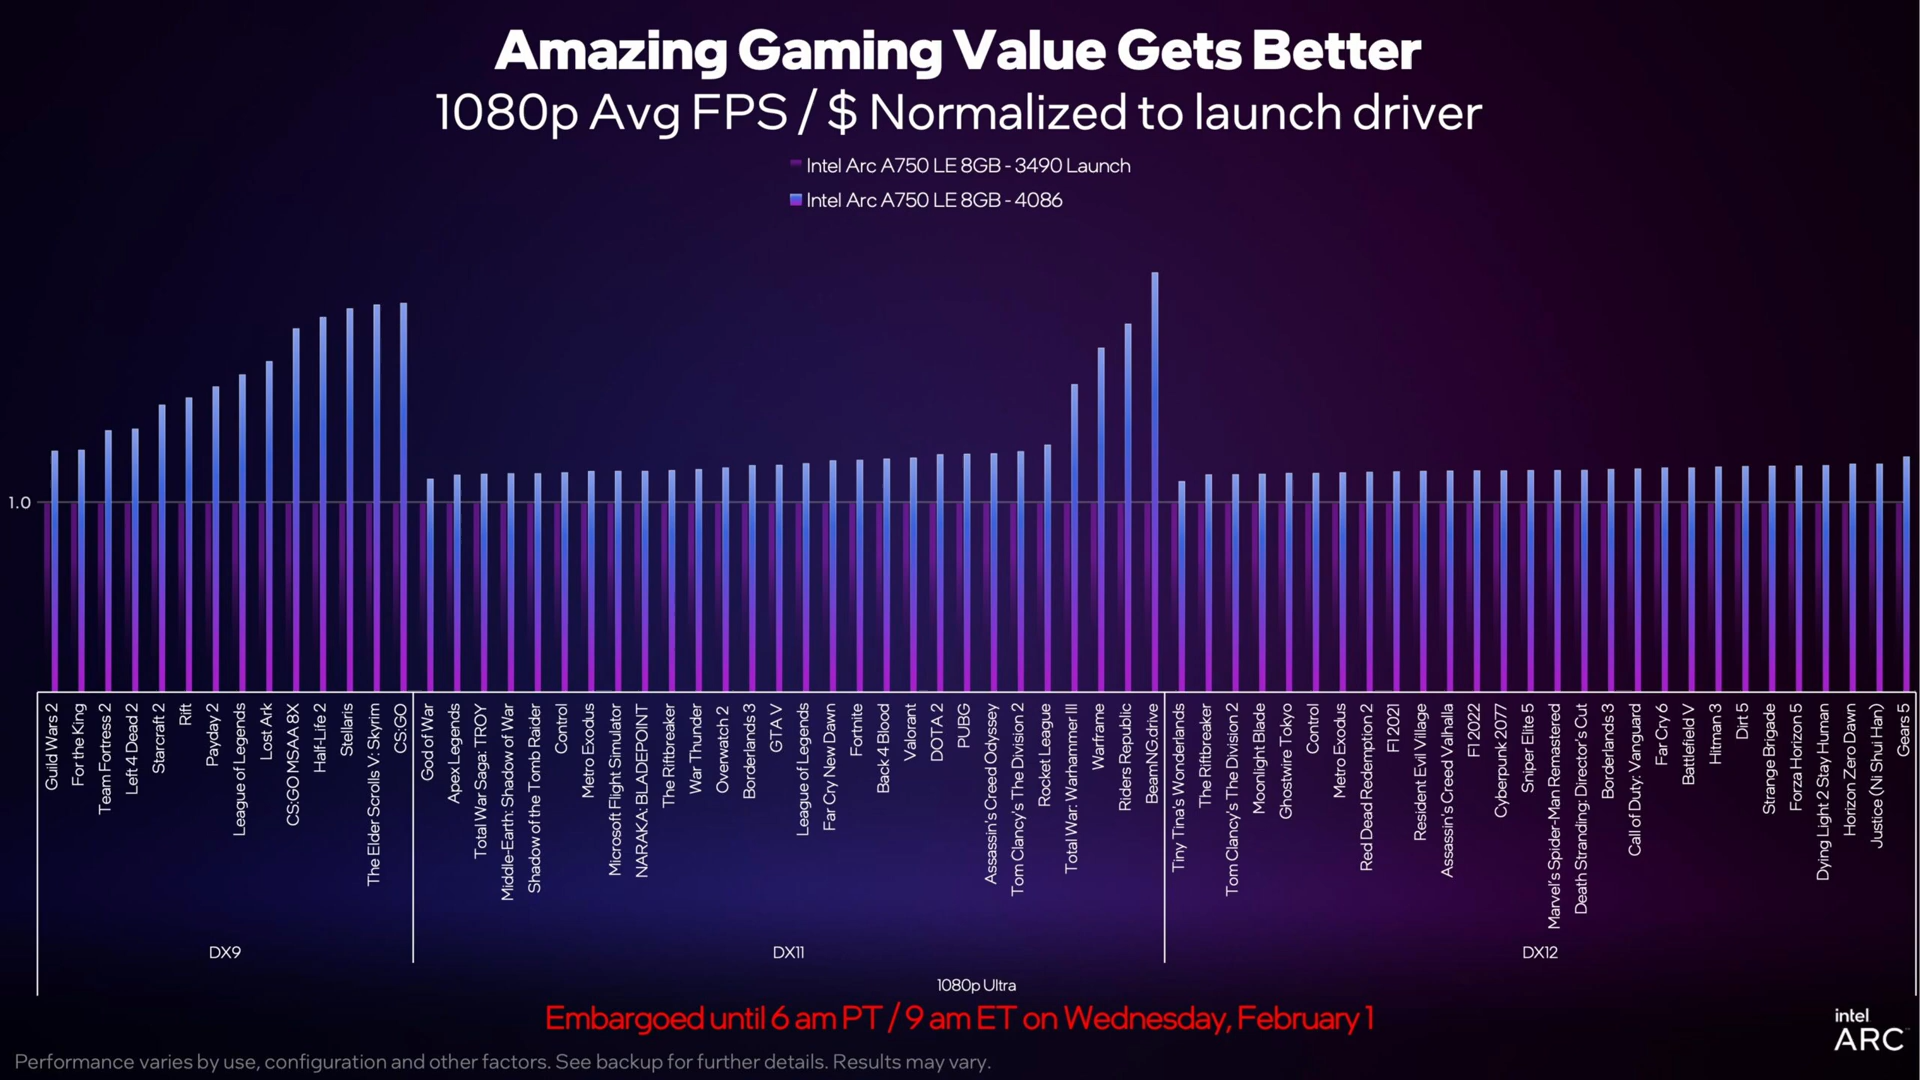 Amazing Gaming Value Gets Better
1080p Avg FPS / $ Normalized to launch driver
Intel Arc A750 LE 8GB - 3490 Launch
Intel Arc A750 LE 8GB - 4086
1.0
Guild Wars 2
For the King
Team Fortress 2
Left 4 Dead 2
Starcraft 2
Rift
Payday 2
League of Legends
Lost Ark
CS:GO MSAA 8X
Half-Life 2
Stellaris
The Elder Scrolls V: Skyrim
CS:GO
God of War
Apex Legends
Total War Saga: TROY
Middle-Earth: Shadow of War
Shadow of the Tomb Raider
Control
Metro Exodus
Microsoft Flight Simulator
NARAKA: BLADEPOINT
The Riftbreaker
War Thunder
Overwatch 2
Borderlands 3
GTA V
League of Legends
Far Cry New Dawn
Fortnite
Back 4 Blood
Valorant
DOTA 2
PUBG
Assassin's Creed Odyssey
Tom Clancy's The Division 2
Rocket League
Total War: Warhammer III
Warframe
Riders Republic
BeamNG.drive
Tiny Tina's Wonderlands
The Riftbreaker
Tom Clancy's The Division 2
Moonlight Blade
Ghostwire Tokyo
Control
Metro Exodus
Red Dead Redemption 2
F1 2021
Resident Evil Village
Assassin's Creed Valhalla
F1 2022
Cyberpunk 2077
Sniper Elite 5
Marvel's Spider-Man Remastered
Death Stranding: Director's Cut
Borderlands 3
Call of Duty: Vanguard
Far Cry 6
Battlefield V
Hitman 3
Dirt 5
Strange Brigade
Forza Horizon 5
Dying Light 2 Stay Human
Horizon Zero Dawn
Justice (Ni Shui Han)
Gears 5
DX9
DX11
DX12
1080p Ultra
Embargoed until 6 am PT / 9 am ET on Wednesday, February 1
intel
ARC
Performance varies by use, configuration and other factors. See backup for further details. Results may vary.